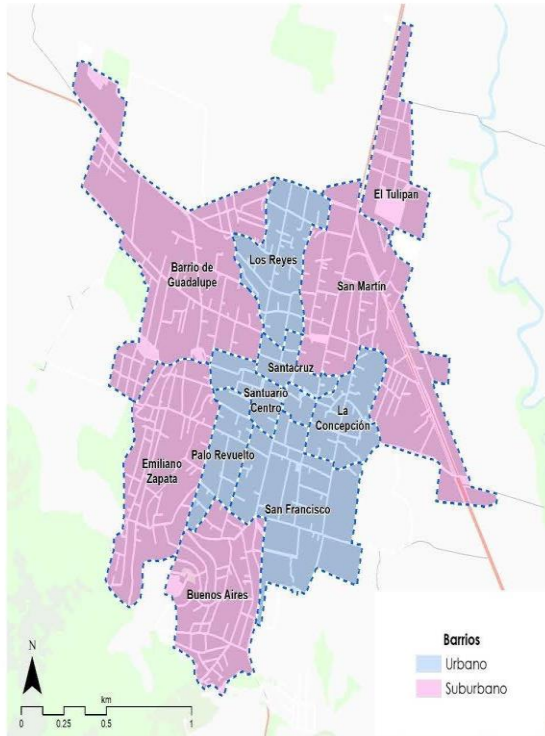 El Tulipan
Los Reyes
Barrio de
Guadalupe
San Martín
Santacruz
Santuario
Centro
La
Concepción
Emiliano
Zapata
Palo Revuelto
San Francisco
Buenos Aires
Barrios
Urbano
Suburbano
N
km
0 0.25 0.5 1